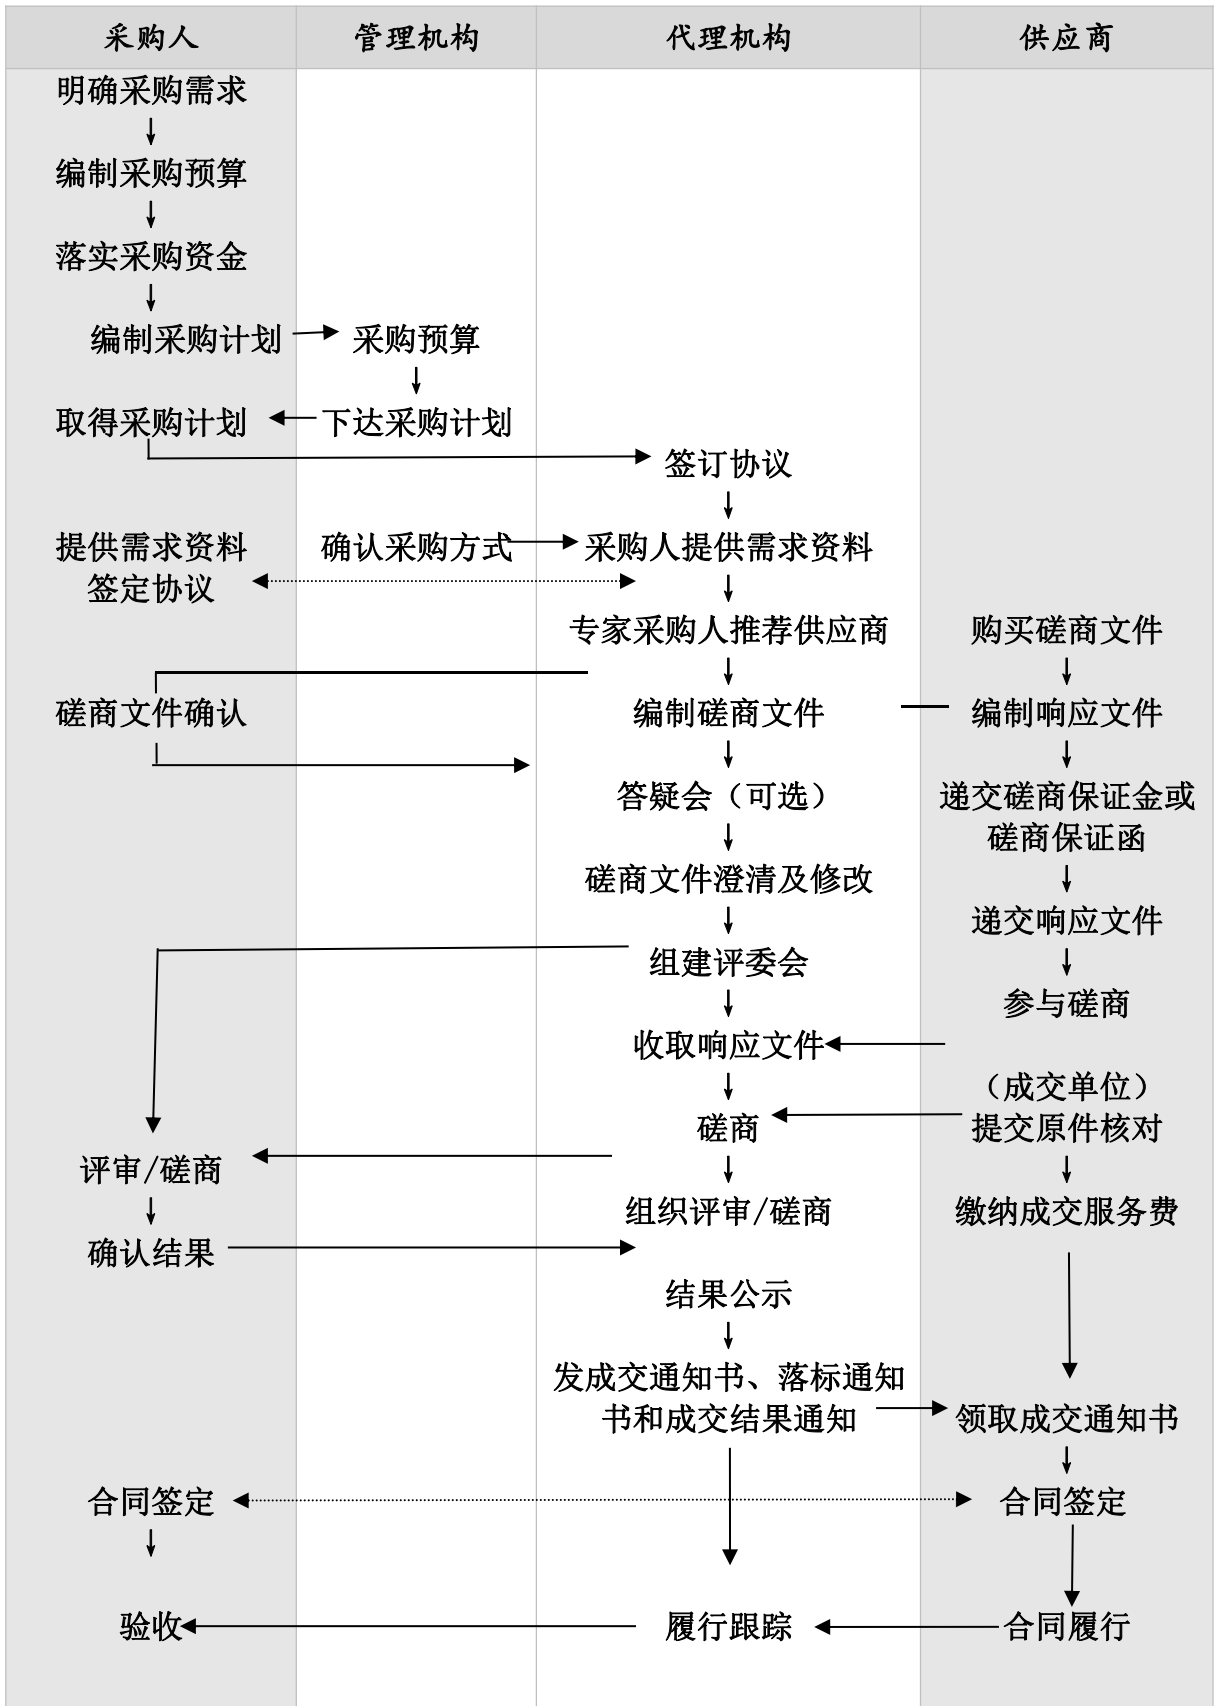 采购人 管理机构 代理机构 供应商
明确采购需求
↓
编制采购预算
↓
落实采购资金
↓
编制采购计划 采购预算
↓
取得采购计划 下达采购计划
签订协议
↓
提供需求资料 确认采购方式 采购人提供需求资料
签定协议 ↓
专家采购人推荐供应商 购买磋商文件
↓ ↓
磋商文件确认 编制磋商文件 编制响应文件
↓ ↓
答疑会（可选） 递交磋商保证金或
↓ 磋商保证函
磋商文件澄清及修改 ↓
↓ 递交响应文件
组建评委会 ↓
↓ 参与磋商
收取响应文件
↓ （成交单位）
磋商 提交原件核对
评审/磋商 ↓ ↓
↓ 组织评审/磋商 缴纳成交服务费
确认结果
结果公示
↓
发成交通知书、落标通知
书和成交结果通知 领取成交通知书
↓
合同签定 合同签定
↓
验收 履行跟踪 合同履行